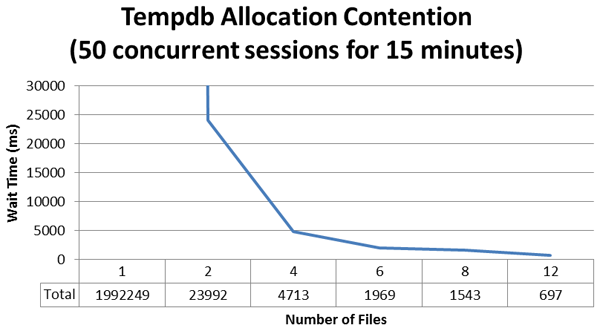 Tempdb Allocation Contention
(50 concurrent sessions for 15 minutes)
30000
25000
20000
15000
10000
5000
0
Wait Time (ms)
1 2 4 6 8 12
Total 1992249 23992 4713 1969 1543 697
Number of Files